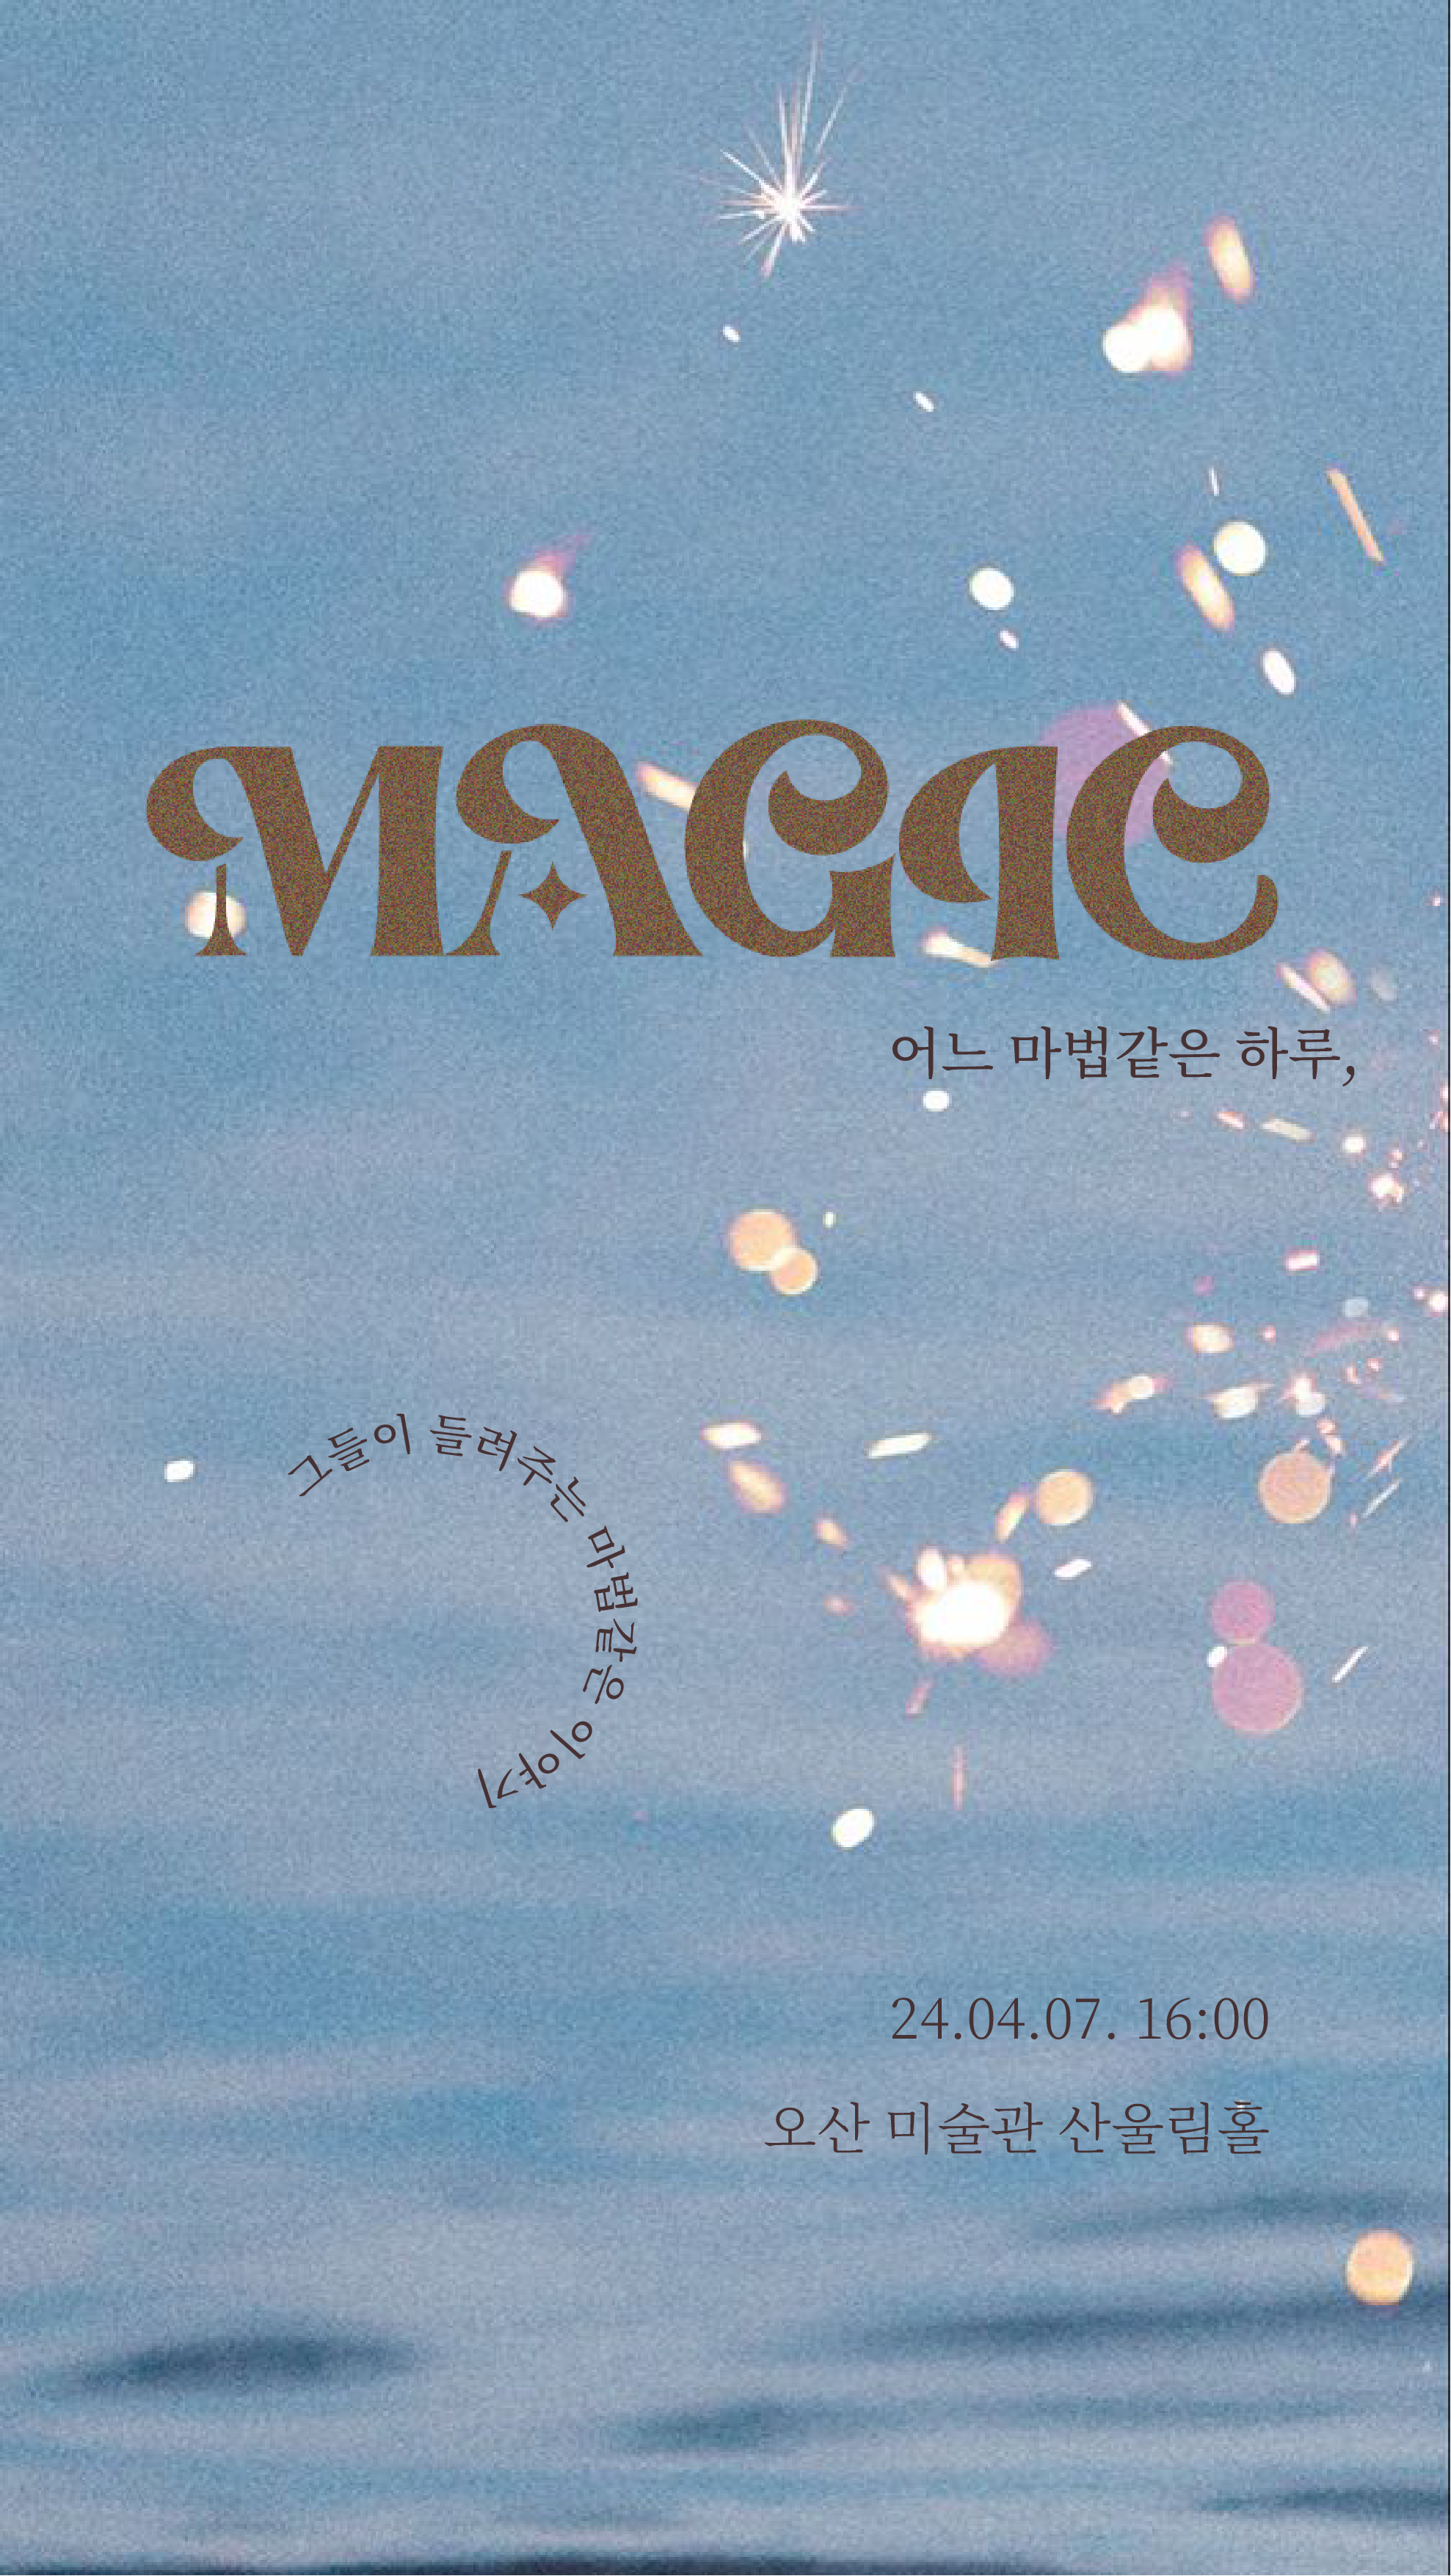 MAGIC
어느 마법같은 하루,
그들이 들려주는 마법같은 이야기
24.04.07. 16:00
오산 미술관 산울림홀